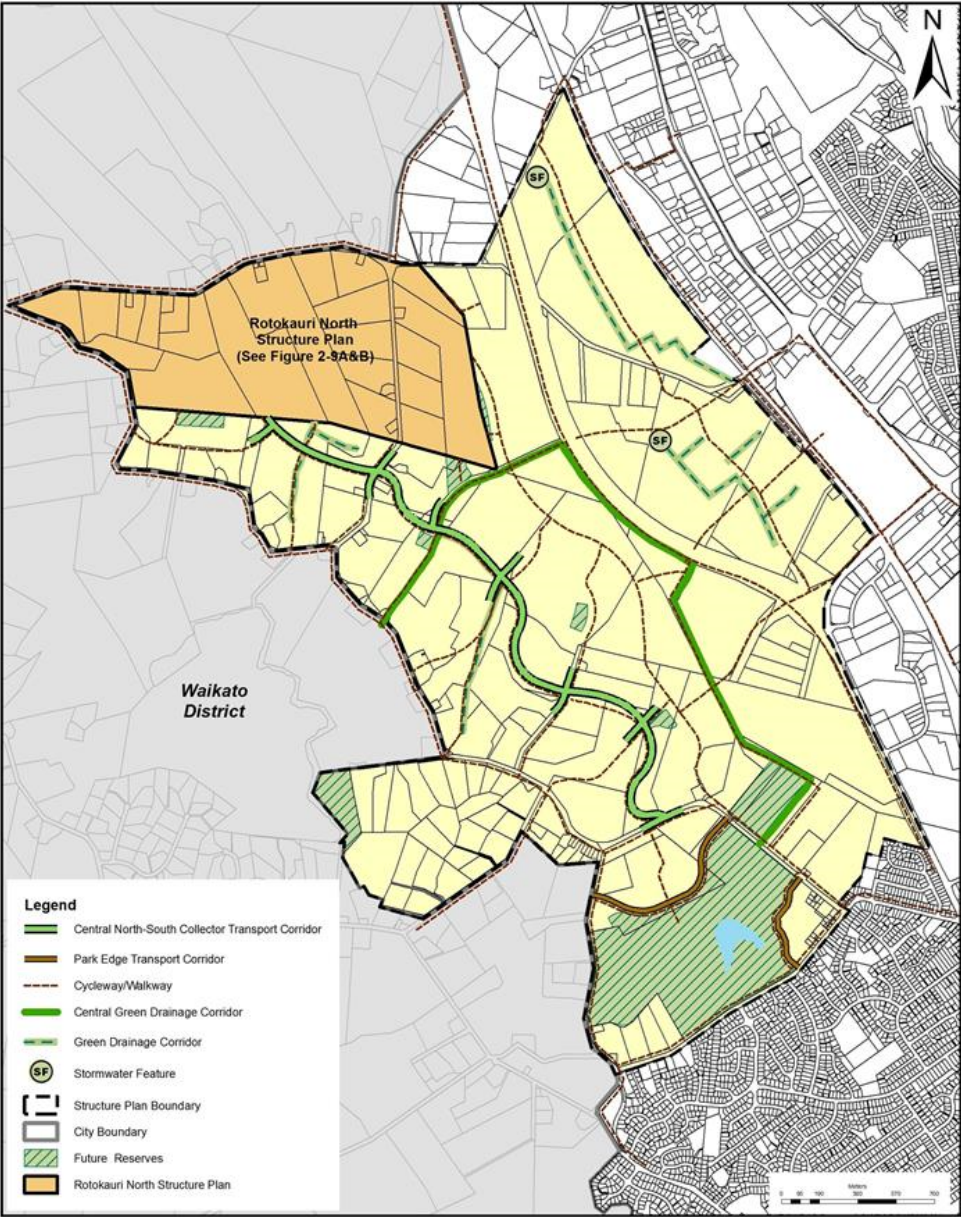 N
SF
Rotokauri North
Structure Plan
(See Figure 2-9A&B)
SF
Waikato
District
Legend
Central North-South Collector Transport Corridor
Park Edge Transport Corridor
Cycleway/Walkway
Central Green Drainage Corridor
Green Drainage Corridor
SF Stormwater Feature
Structure Plan Boundary
City Boundary
Future Reserves
Rotokauri North Structure Plan
Meters
0